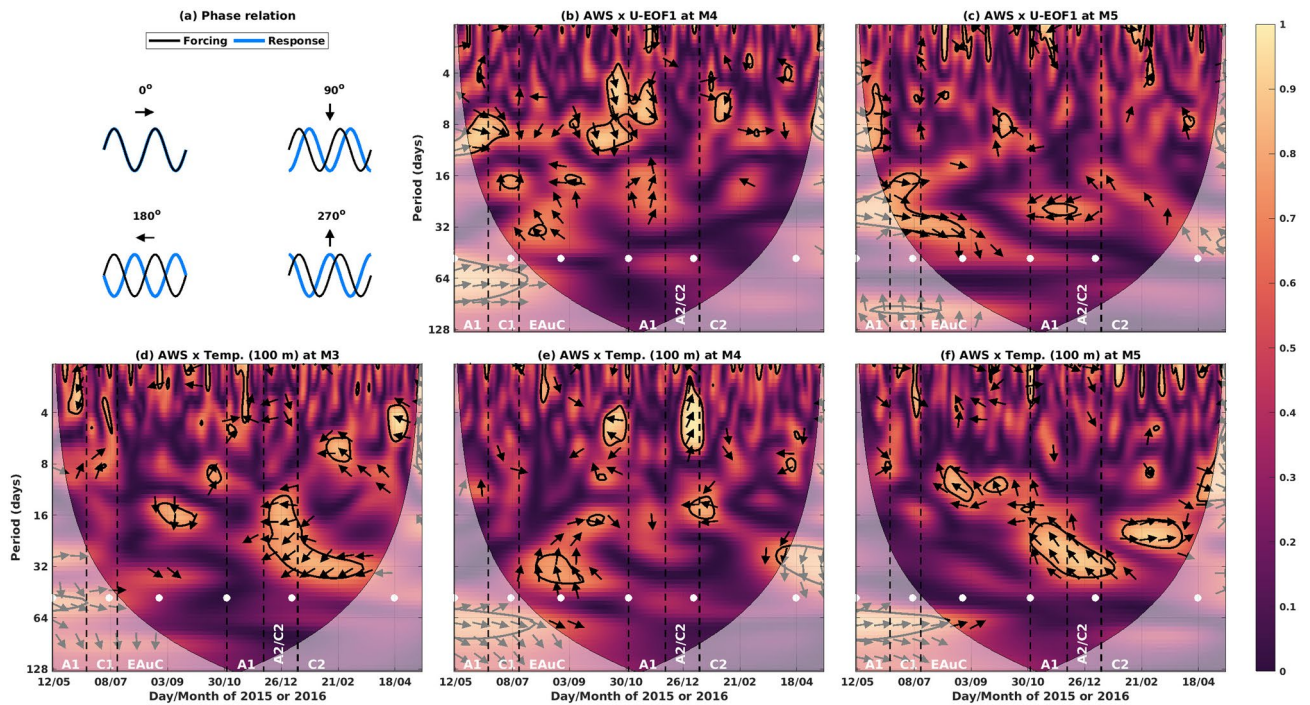 (a) Phase relation
Forcing Response
0°
90°
180°
270°
(b) AWS x U-EOF1 at M4
Period (days)
4
8
16
32
64
128
A1 C1 EAuC A1 A2/C2 C2
(c) AWS x U-EOF1 at M5
A1 C1 EAuC A1 A2/C2 C2
1
0.9
0.8
0.7
0.6
0.5
0.4
0.3
0.2
0.1
0
(d) AWS x Temp. (100 m) at M3
Period (days)
4
8
16
32
64
128
A1 C1 EAuC A1 A2/C2 C2
12/05 08/07 03/09 30/10 26/12 21/02 18/04
Day/Month of 2015 or 2016
(e) AWS x Temp. (100 m) at M4
A1 C1 EAuC A1 A2/C2 C2
12/05 08/07 03/09 30/10 26/12 21/02 18/04
Day/Month of 2015 or 2016
(f) AWS x Temp. (100 m) at M5
A1 C1 EAuC A1 A2/C2 C2
12/05 08/07 03/09 30/10 26/12 21/02 18/04
Day/Month of 2015 or 2016